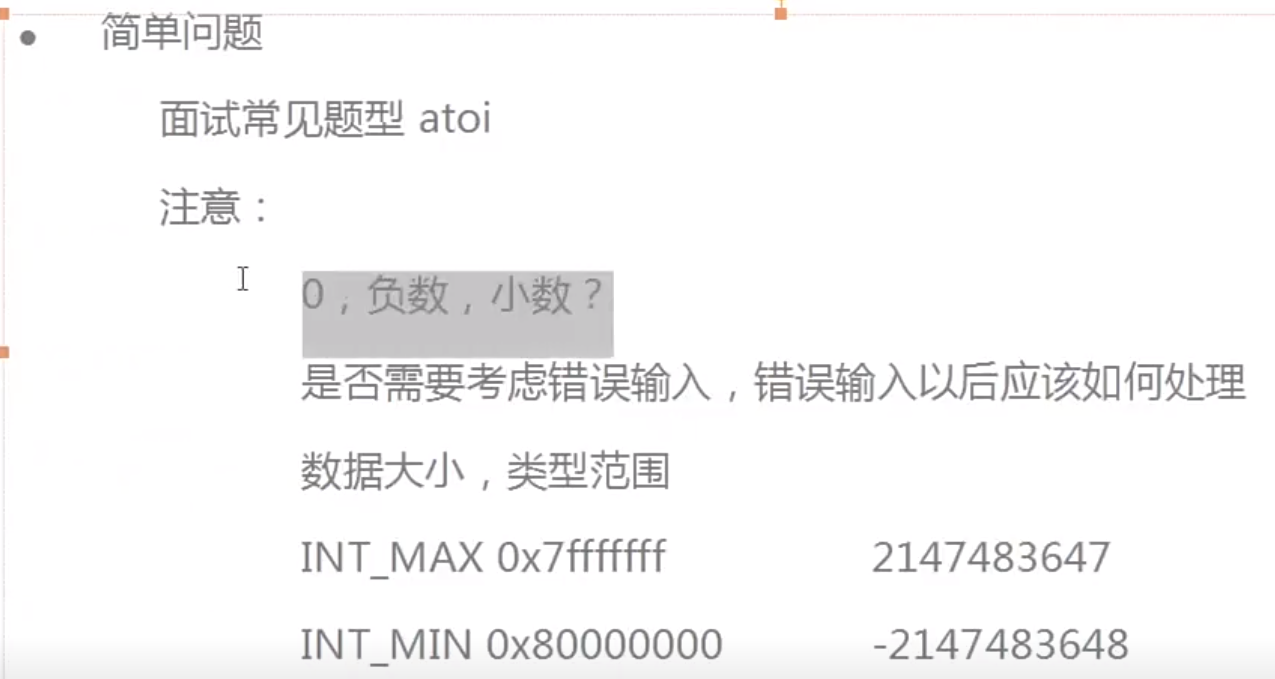 简单问题
面试常见题型 atoi
注意：
0，负数，小数？
是否需要考虑错误输入，错误输入以后应该如何处理
数据大小，类型范围
INT_MAX 0x7fffffff 2147483647
INT_MIN 0x80000000 -2147483648